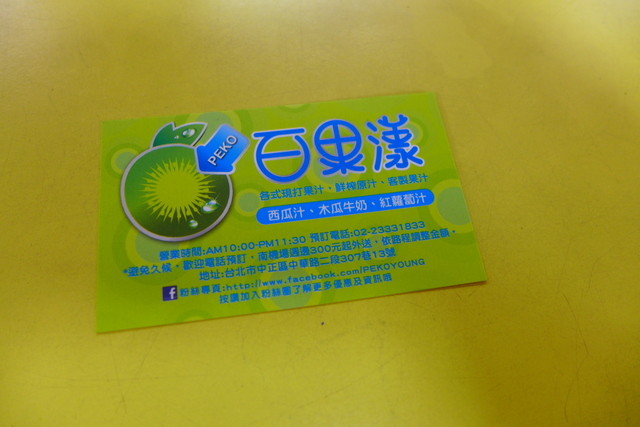 PEKO
百果漾
各式現打果汁、鮮榨原汁、客製果汁
西瓜汁、木瓜牛奶、紅蘿蔔汁
營業時間:AM10:00-PM11:30 預訂電話:02-23331833
*避免久候,歡迎電話預訂,南機場週邊300元起外送,依路程調整金額。
地址:台北市中正區中華路二段307巷13號
f 粉絲專頁:http://www.facebook.com/PEKOYOUNG
按讚加入粉絲團了解更多優惠及資訊哦